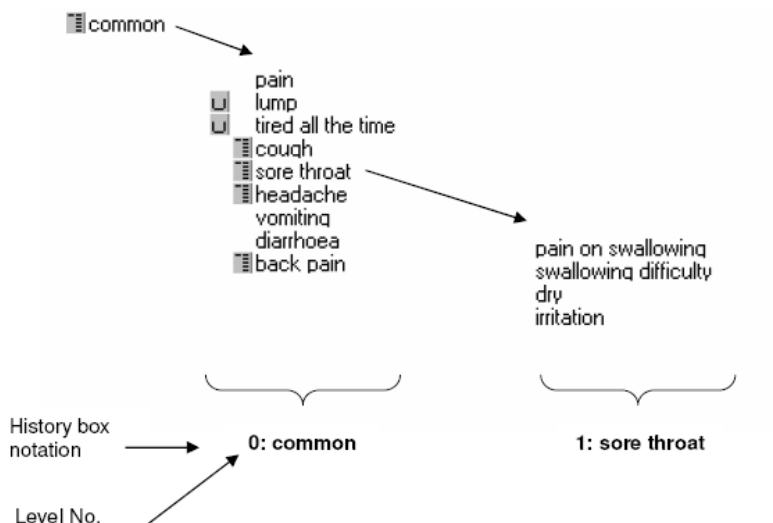 common
pain
u lump
u tired all the time
cough
sore throat
headache
vomiting
diarrhoea
back pain
pain on swallowing
swallowing difficulty
dry
irritation
History box
notation
0: common
1: sore throat
Level No.